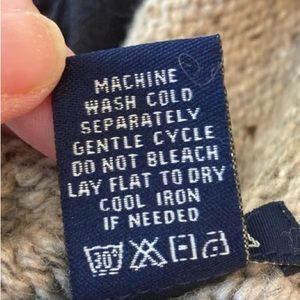 MACHINE
WASH COLD
SEPARATELY
GENTLE CYCLE
DO NOT BLEACH
LAY FLAT TO DRY
COOL IRON
IF NEEDED
30°